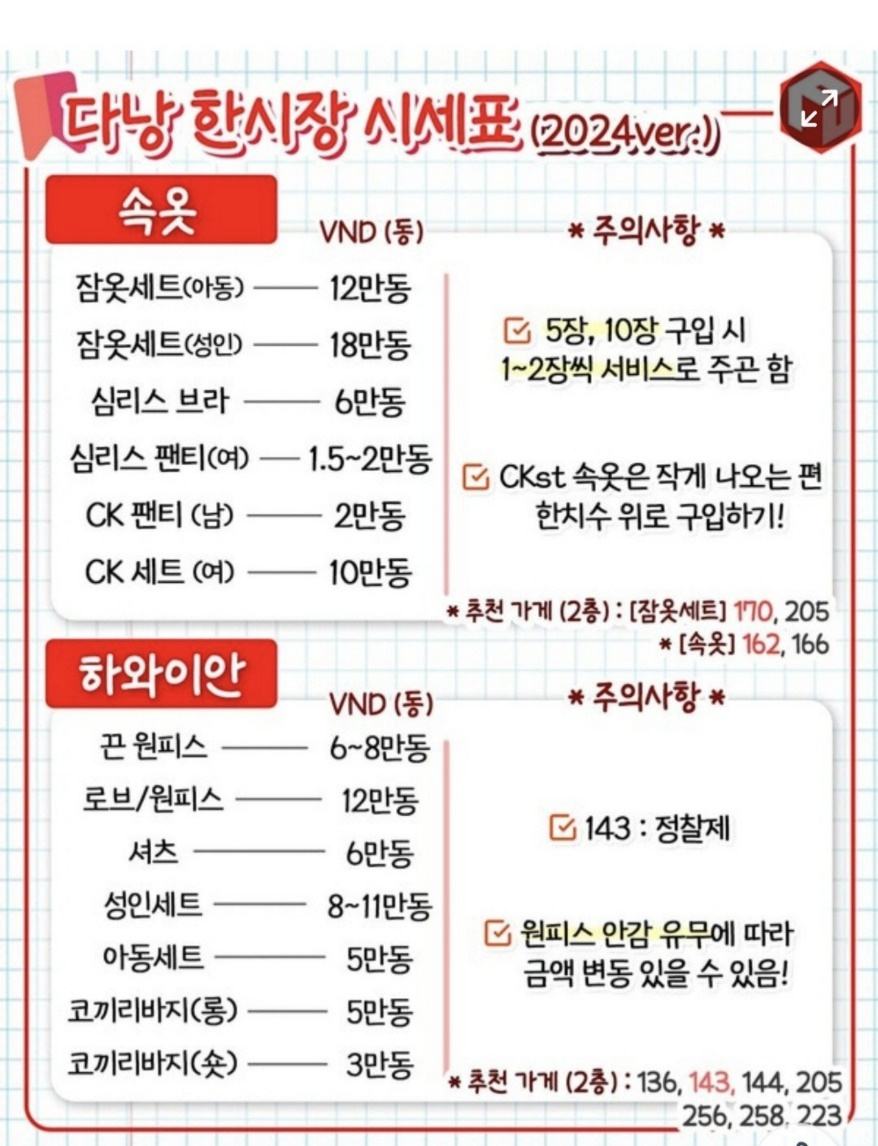 다낭 한시장 시세표 (2024ver.)
속옷
VND (동)
* 주의사항 *
잠옷세트(아동) 12만동
잠옷세트(성인) 18만동
심리스 브라 6만동
심리스 팬티(여) 1.5~2만동
CK 팬티 (남) 2만동
CK 세트 (여) 10만동
5장, 10장 구입 시
1~2장씩 서비스로 주곤 함
CKst 속옷은 작게 나오는 편
한치수 위로 구입하기!
* 추천 가게 (2층) : [잠옷세트] 170, 205
* [속옷] 162, 166
하와이안
VND (동)
* 주의사항 *
끈 원피스 6~8만동
로브/원피스 12만동
셔츠 6만동
성인세트 8~11만동
아동세트 5만동
코끼리바지(롱) 5만동
코끼리바지(숏) 3만동
143 : 정찰제
원피스 안감 유무에 따라
금액 변동 있을 수 있음!
* 추천 가게 (2층) : 136, 143, 144, 205
256, 258, 223